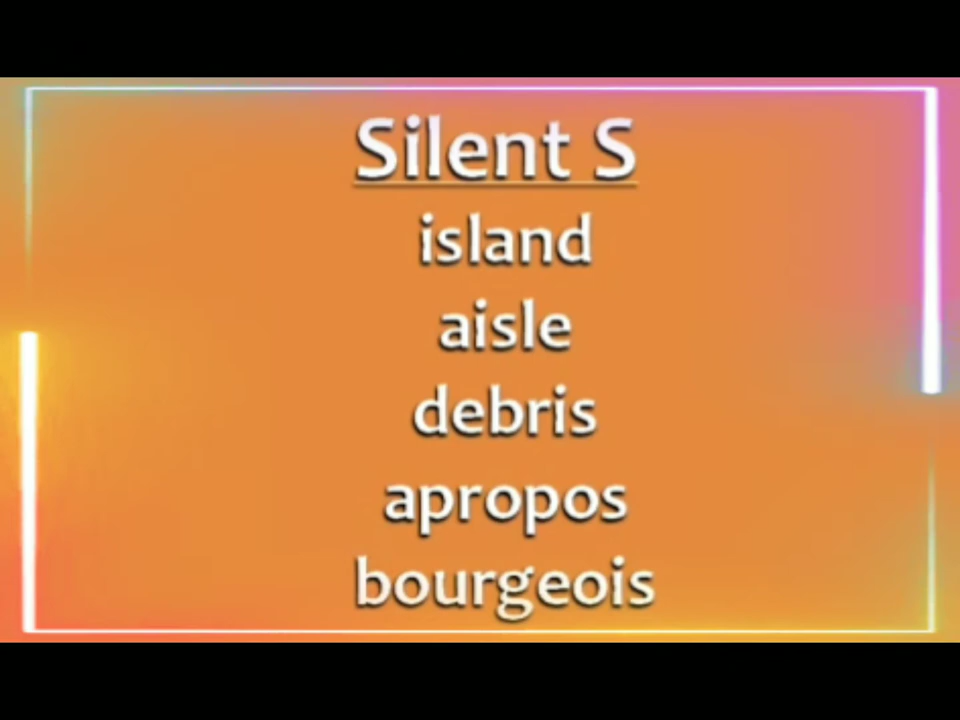 Silent S
island
aisle
debris
apropos
bourgeois